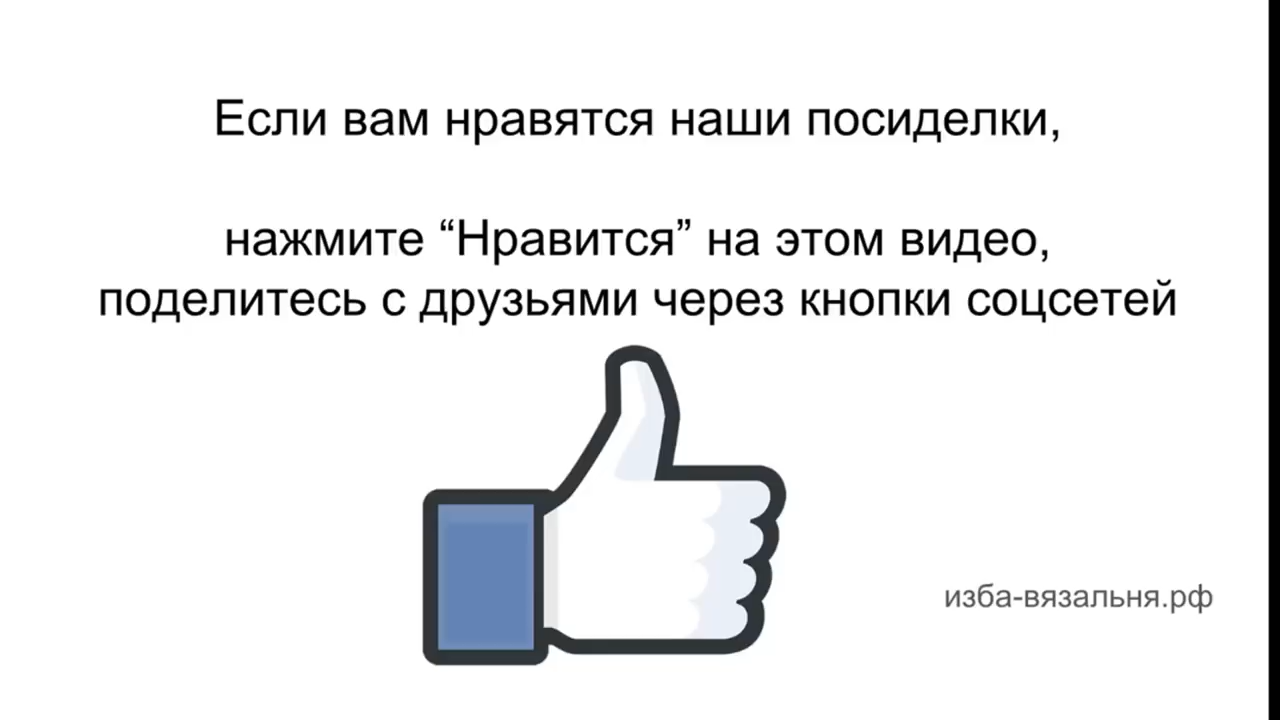 Если вам нравятся наши посиделки,
нажмите “Нравится” на этом видео,
поделитесь с друзьями через кнопки соцсетей
изба-вязальня.рф